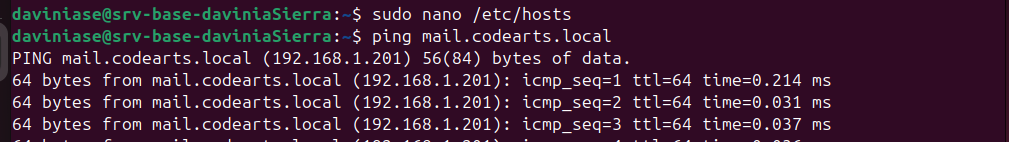 daviniase@srv-base-daviniaSierra:~$ sudo nano /etc/hosts
daviniase@srv-base-daviniaSierra:~$ ping mail.codearts.local
PING mail.codearts.local (192.168.1.201) 56(84) bytes of data.
64 bytes from mail.codearts.local (192.168.1.201): icmp_seq=1 ttl=64 time=0.214 ms
64 bytes from mail.codearts.local (192.168.1.201): icmp_seq=2 ttl=64 time=0.031 ms
64 bytes from mail.codearts.local (192.168.1.201): icmp_seq=3 ttl=64 time=0.037 ms